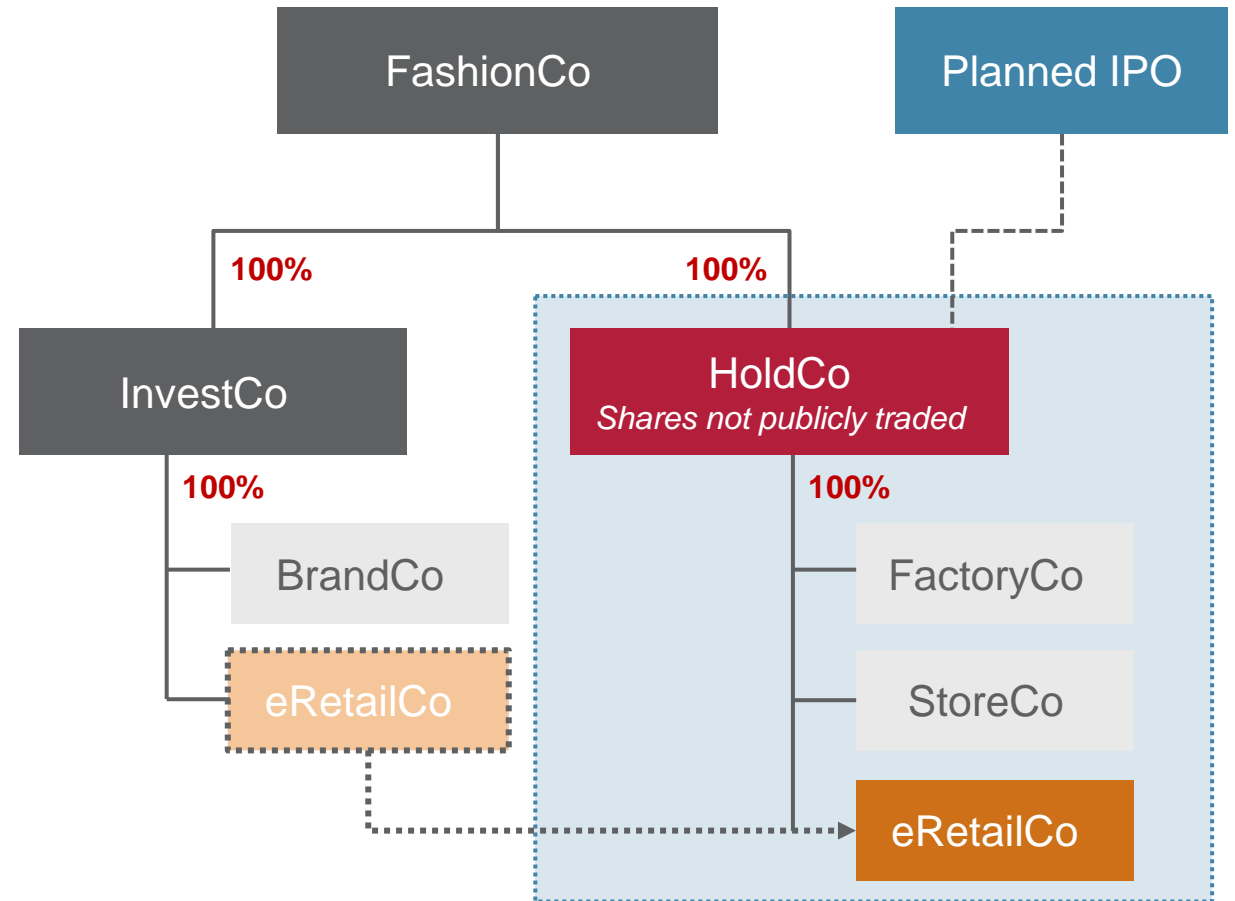 FashionCo
Planned IPO
100%
100%
InvestCo
HoldCo
Shares not publicly traded
100%
100%
BrandCo
FactoryCo
eRetailCo
StoreCo
eRetailCo